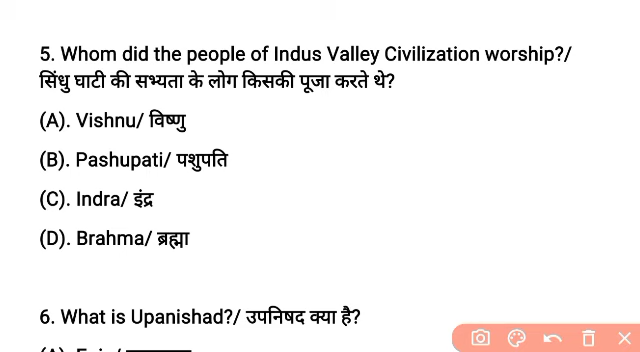 5. Whom did the people of Indus Valley Civilization worship?/
सिंधु घाटी की सभ्यता के लोग किसकी पूजा करते थे?
(A). Vishnu/ विष्णु
(B). Pashupati/ पशुपति
(C). Indra/ इंद्र
(D). Brahma/ ब्रह्मा
6. What is Upanishad?/ उपनिषद क्या है?